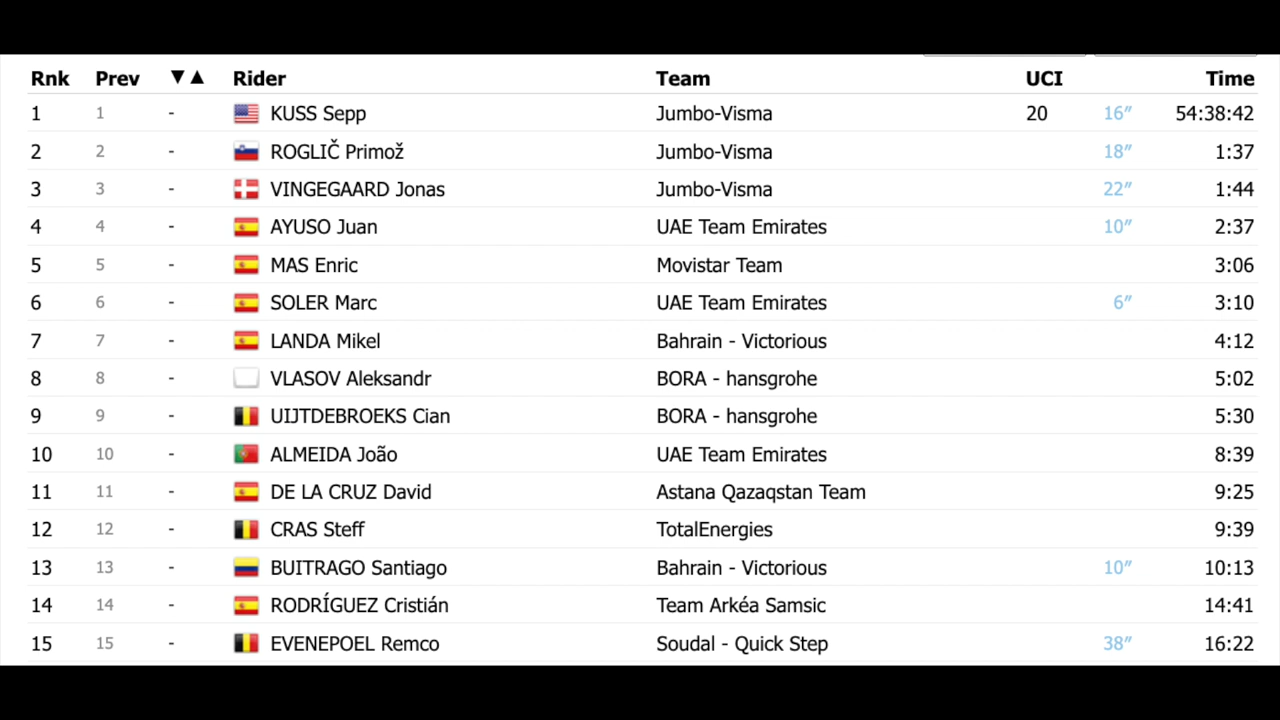 Rnk Prev ▼▲ Rider Team UCI Time
1 1 - KUSS Sepp Jumbo-Visma 20 16″ 54:38:42
2 2 - ROGLIČ Primož Jumbo-Visma 18″ 1:37
3 3 - VINGEGAARD Jonas Jumbo-Visma 22″ 1:44
4 4 - AYUSO Juan UAE Team Emirates 10″ 2:37
5 5 - MAS Enric Movistar Team 3:06
6 6 - SOLER Marc UAE Team Emirates 6″ 3:10
7 7 - LANDA Mikel Bahrain - Victorious 4:12
8 8 - VLASOV Aleksandr BORA - hansgrohe 5:02
9 9 - UIJTDEBROEKS Cian BORA - hansgrohe 5:30
10 10 - ALMEIDA João UAE Team Emirates 8:39
11 11 - DE LA CRUZ David Astana Qazaqstan Team 9:25
12 12 - CRAS Steff TotalEnergies 9:39
13 13 - BUITRAGO Santiago Bahrain - Victorious 10″ 10:13
14 14 - RODRÍGUEZ Cristián Team Arkéa Samsic 14:41
15 15 - EVENEPOEL Remco Soudal - Quick Step 38″ 16:22